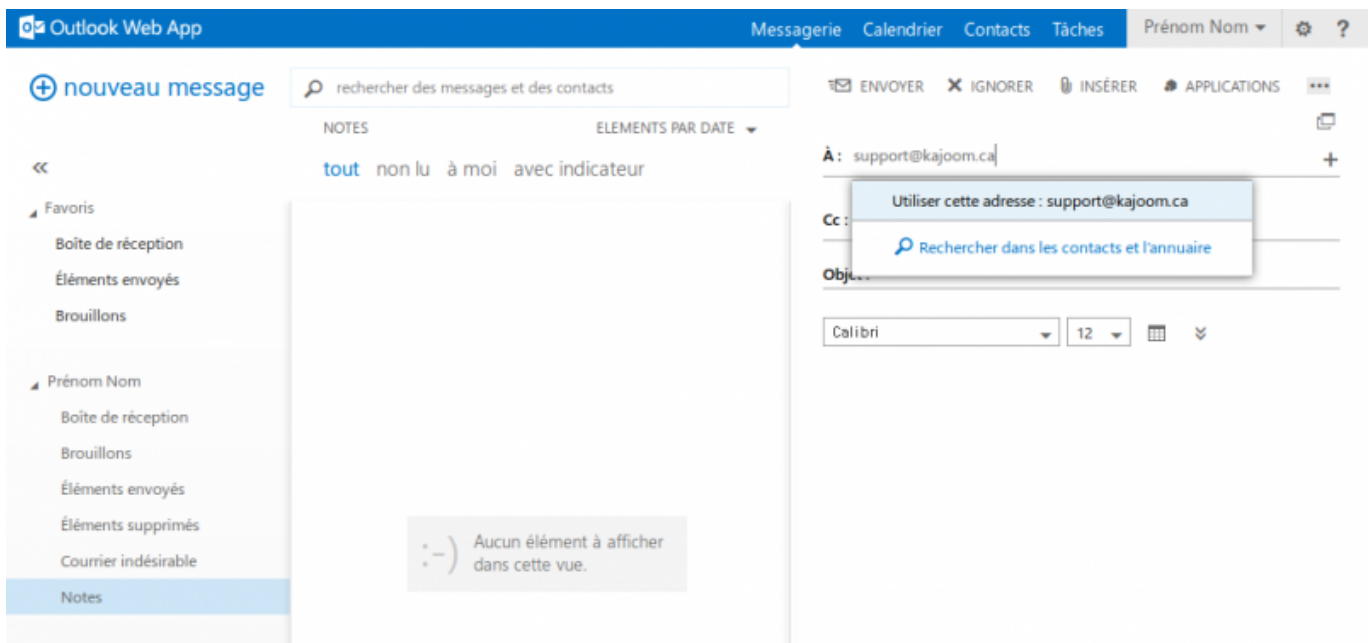 Outlook Web App
Messagerie Calendrier Contacts Tâches Prénom Nom ?
nouveau message
rechercher des messages et des contacts
NOTES ELEMENTS PAR DATE
tout non lu à moi avec indicateur
Favoris
Boîte de réception
Éléments envoyés
Brouillons
Prénom Nom
Boîte de réception
Brouillons
Éléments envoyés
Éléments supprimés
Courrier indésirable
Notes
:-) Aucun élément à afficher
dans cette vue.
ENVOYER IGNORER INSÉRER APPLICATIONS
À : support@kajoom.ca
Utiliser cette adresse : support@kajoom.ca
Cc :
Rechercher dans les contacts et l'annuaire
Objet :
Calibri 12